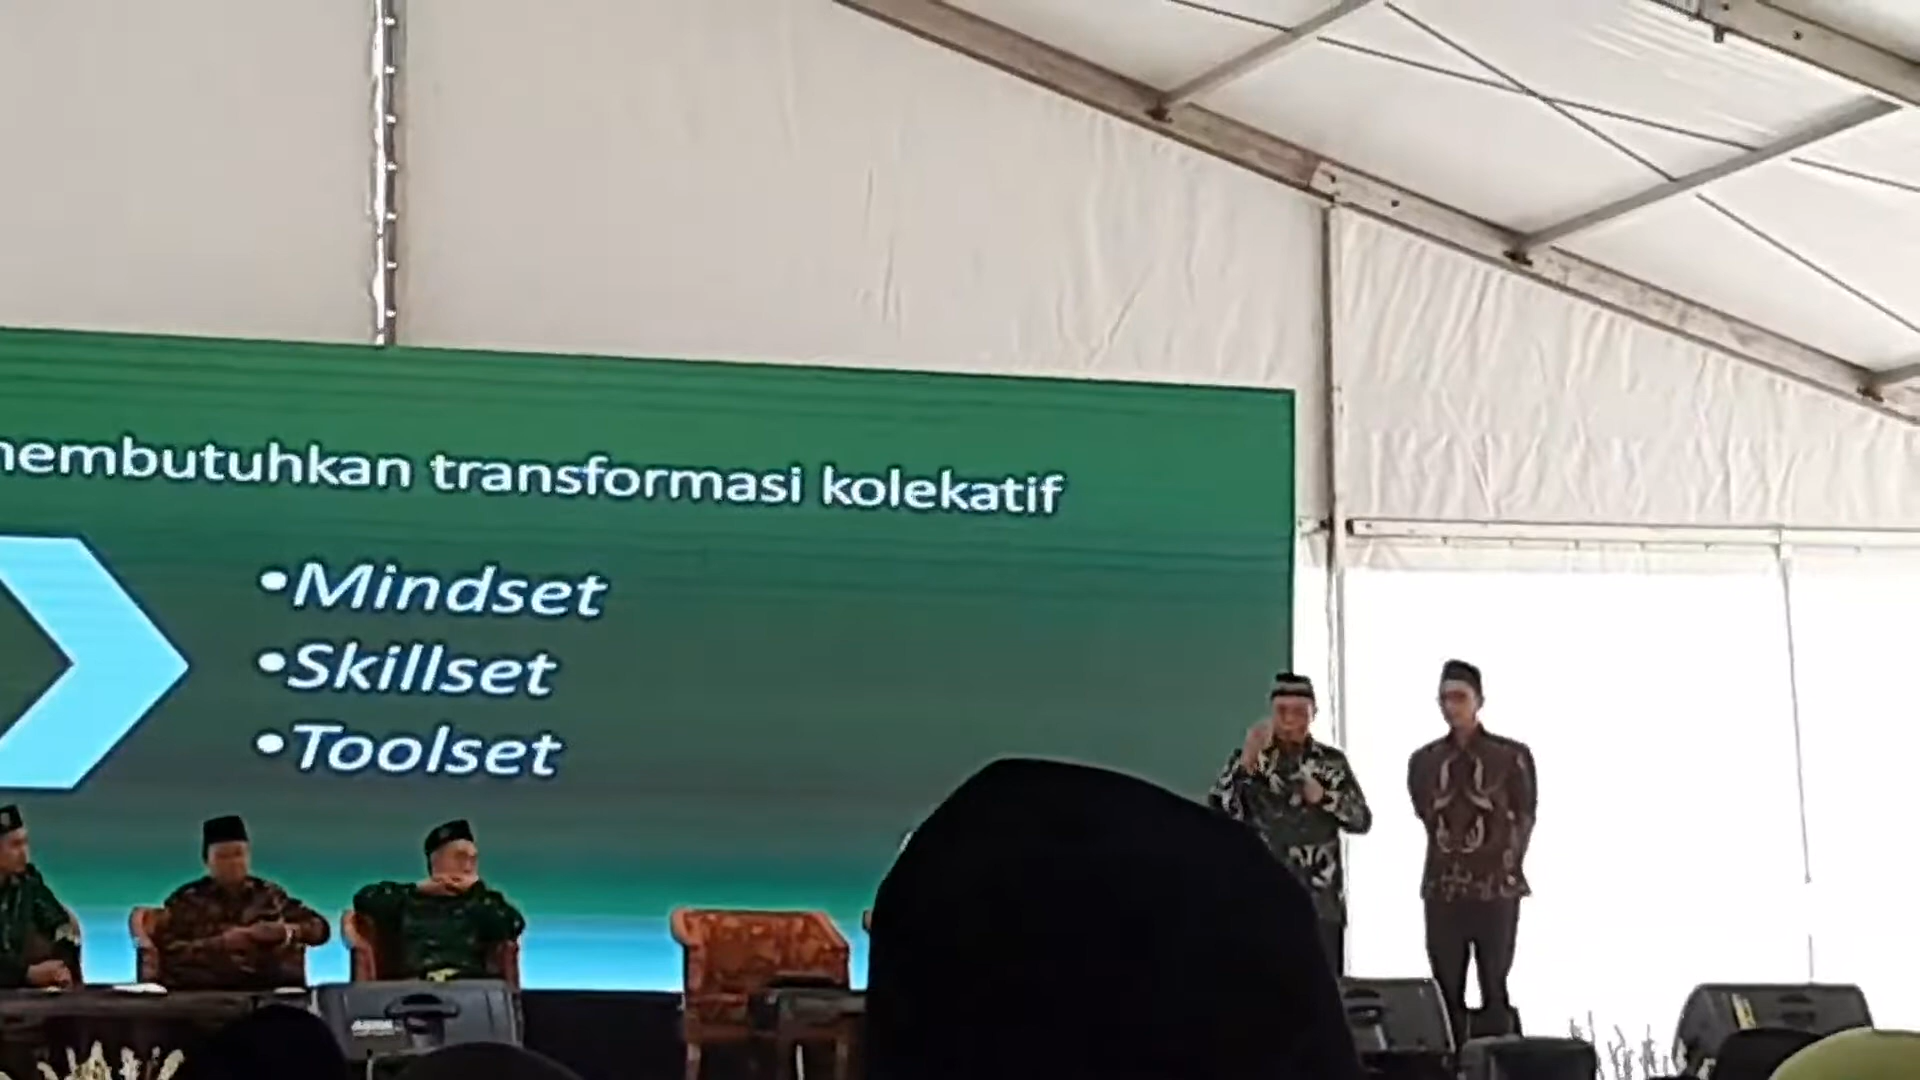 membutuhkan transformasi kolekatif
•Mindset
•Skillset
•Toolset